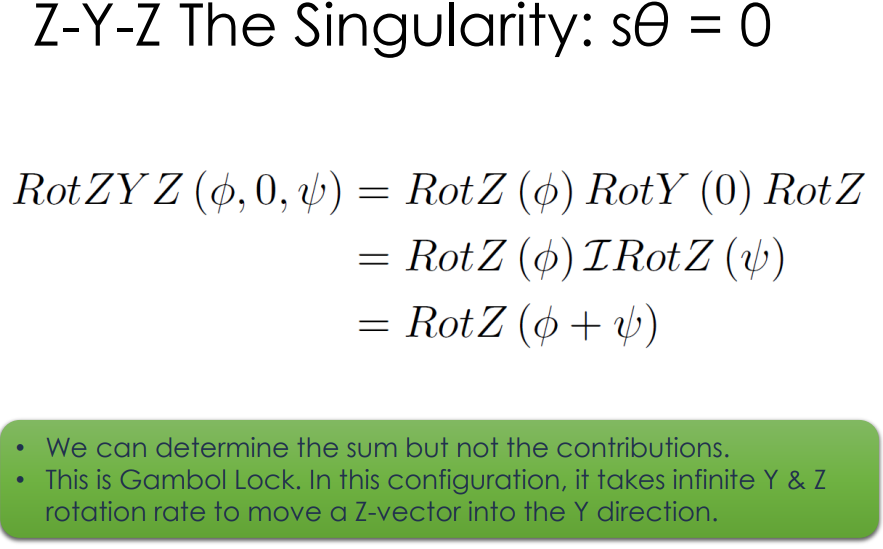 Z-Y-Z The Singularity: sθ = 0
RotZYZ (ϕ, 0, ψ) = RotZ (ϕ) RotY (0) RotZ
= RotZ (ϕ) ℐRotZ (ψ)
= RotZ (ϕ + ψ)
• We can determine the sum but not the contributions.
• This is Gambol Lock. In this configuration, it takes infinite Y & Z
rotation rate to move a Z-vector into the Y direction.